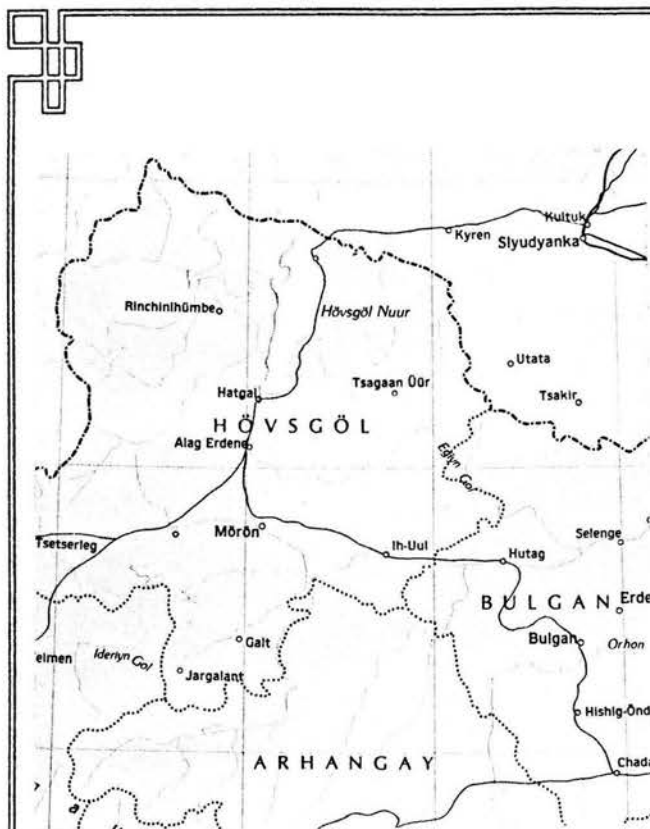 Kultuk
Kyren
Slyudyanka
Rinchinlhümbe
Hövsgöl Nuur
Utata
Tsagaan Üür
Hatgal
Tsakir
HÖVSGÖL
Alag Erdene
Egiyn Gol
Mörön
Selenge
Tsetserleg
Ih-Uul
Hutag
BULGAN
Erde
Galt
Bulgan
Orhon
elmen
Ideriyn Gol
Jargalant
Hishig-Önd
ARHANGAY
Chada
a